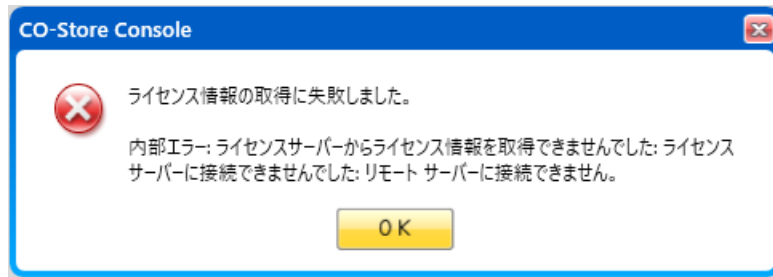 CO-Store Console
ライセンス情報の取得に失敗しました。
内部エラー: ライセンスサーバーからライセンス情報を取得できませんでした: ライセンス
サーバーに接続できませんでした: リモート サーバーに接続できません。
OK